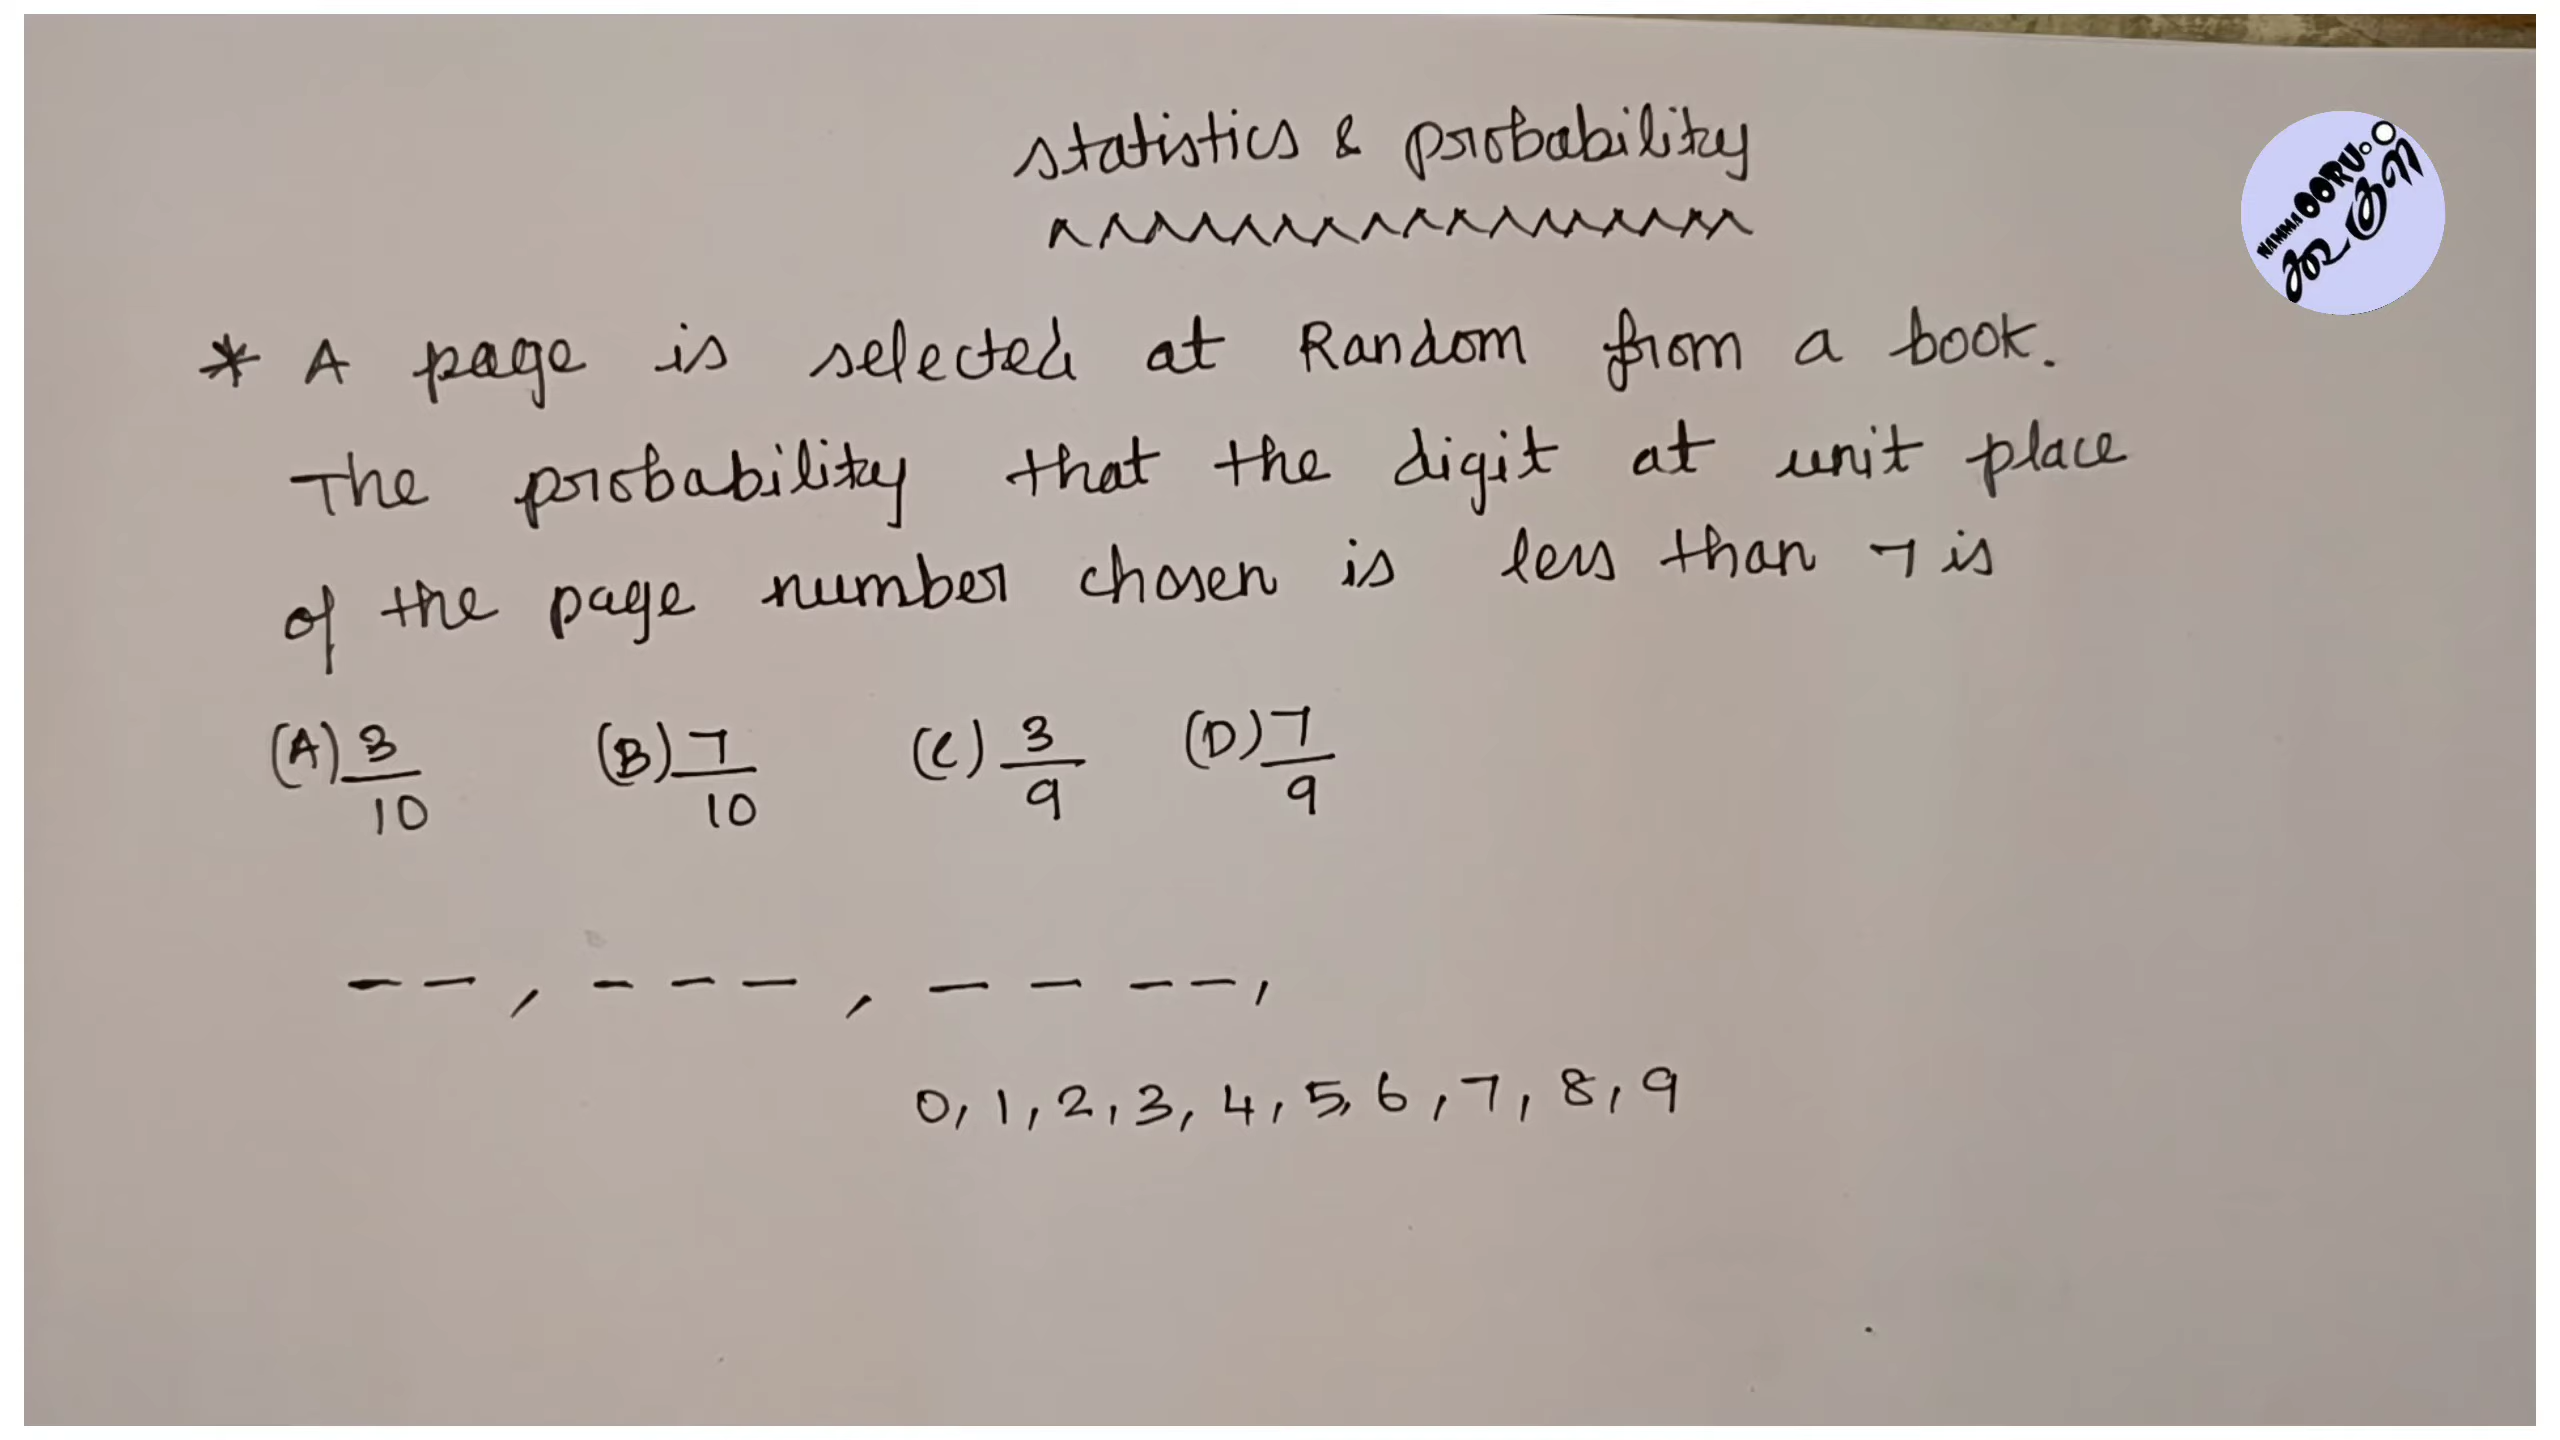 statistics & probability
NAMMAOORU.O
* A page is selected at Random from a book.
The probability that the digit at unit place
of the page number chosen is less than 7 is
(A) 3/10 (B) 7/10 (C) 3/9 (D) 7/9
— —, — — —, — — — —,
0, 1, 2, 3, 4, 5, 6, 7, 8, 9